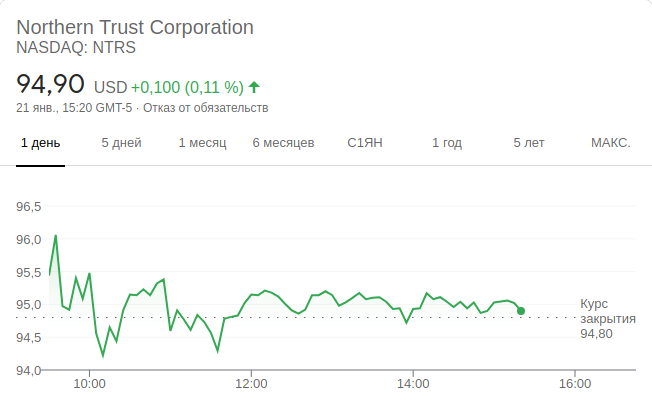 Northern Trust Corporation
NASDAQ: NTRS
94,90 USD +0,100 (0,11 %)
21 янв., 15:20 GMT-5 · Отказ от обязательств
1 день 5 дней 1 месяц 6 месяцев С1ЯН 1 год 5 лет МАКС.
96,5
96,0
95,5
95,0
94,5
94,0
Курс
закрытия
94,80
10:00 12:00 14:00 16:00